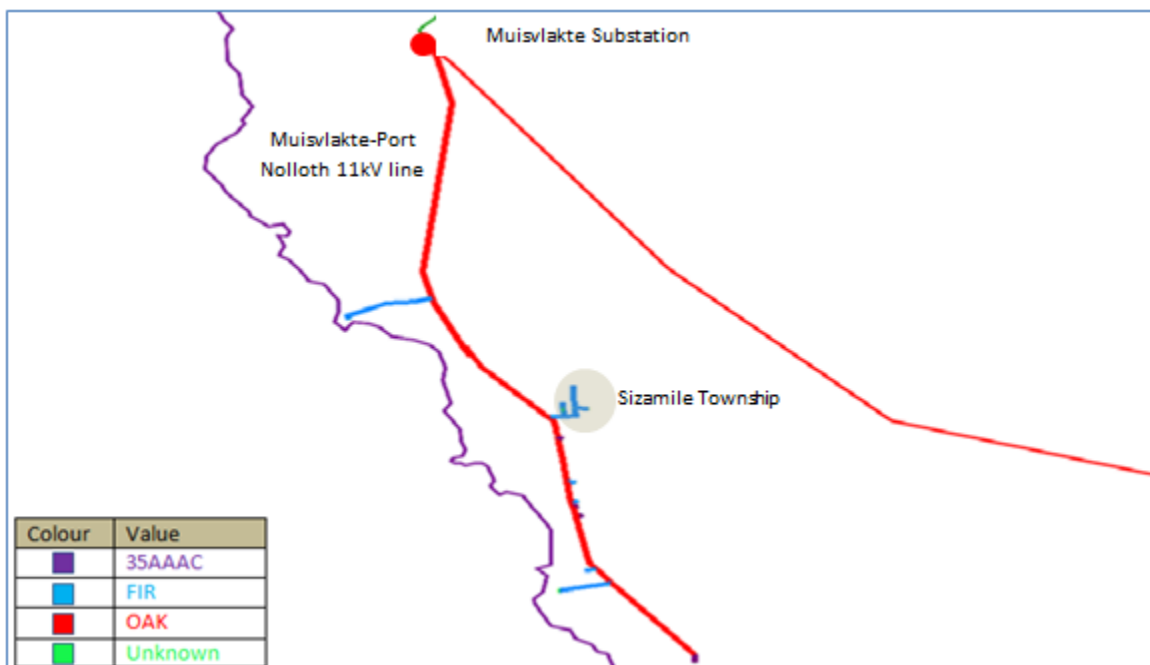 Muisvlakte Substation
Muisvlakte-Port
Nolloth 11kV line
Sizamile Township
Colour Value
35AAAC
FIR
OAK
Unknown